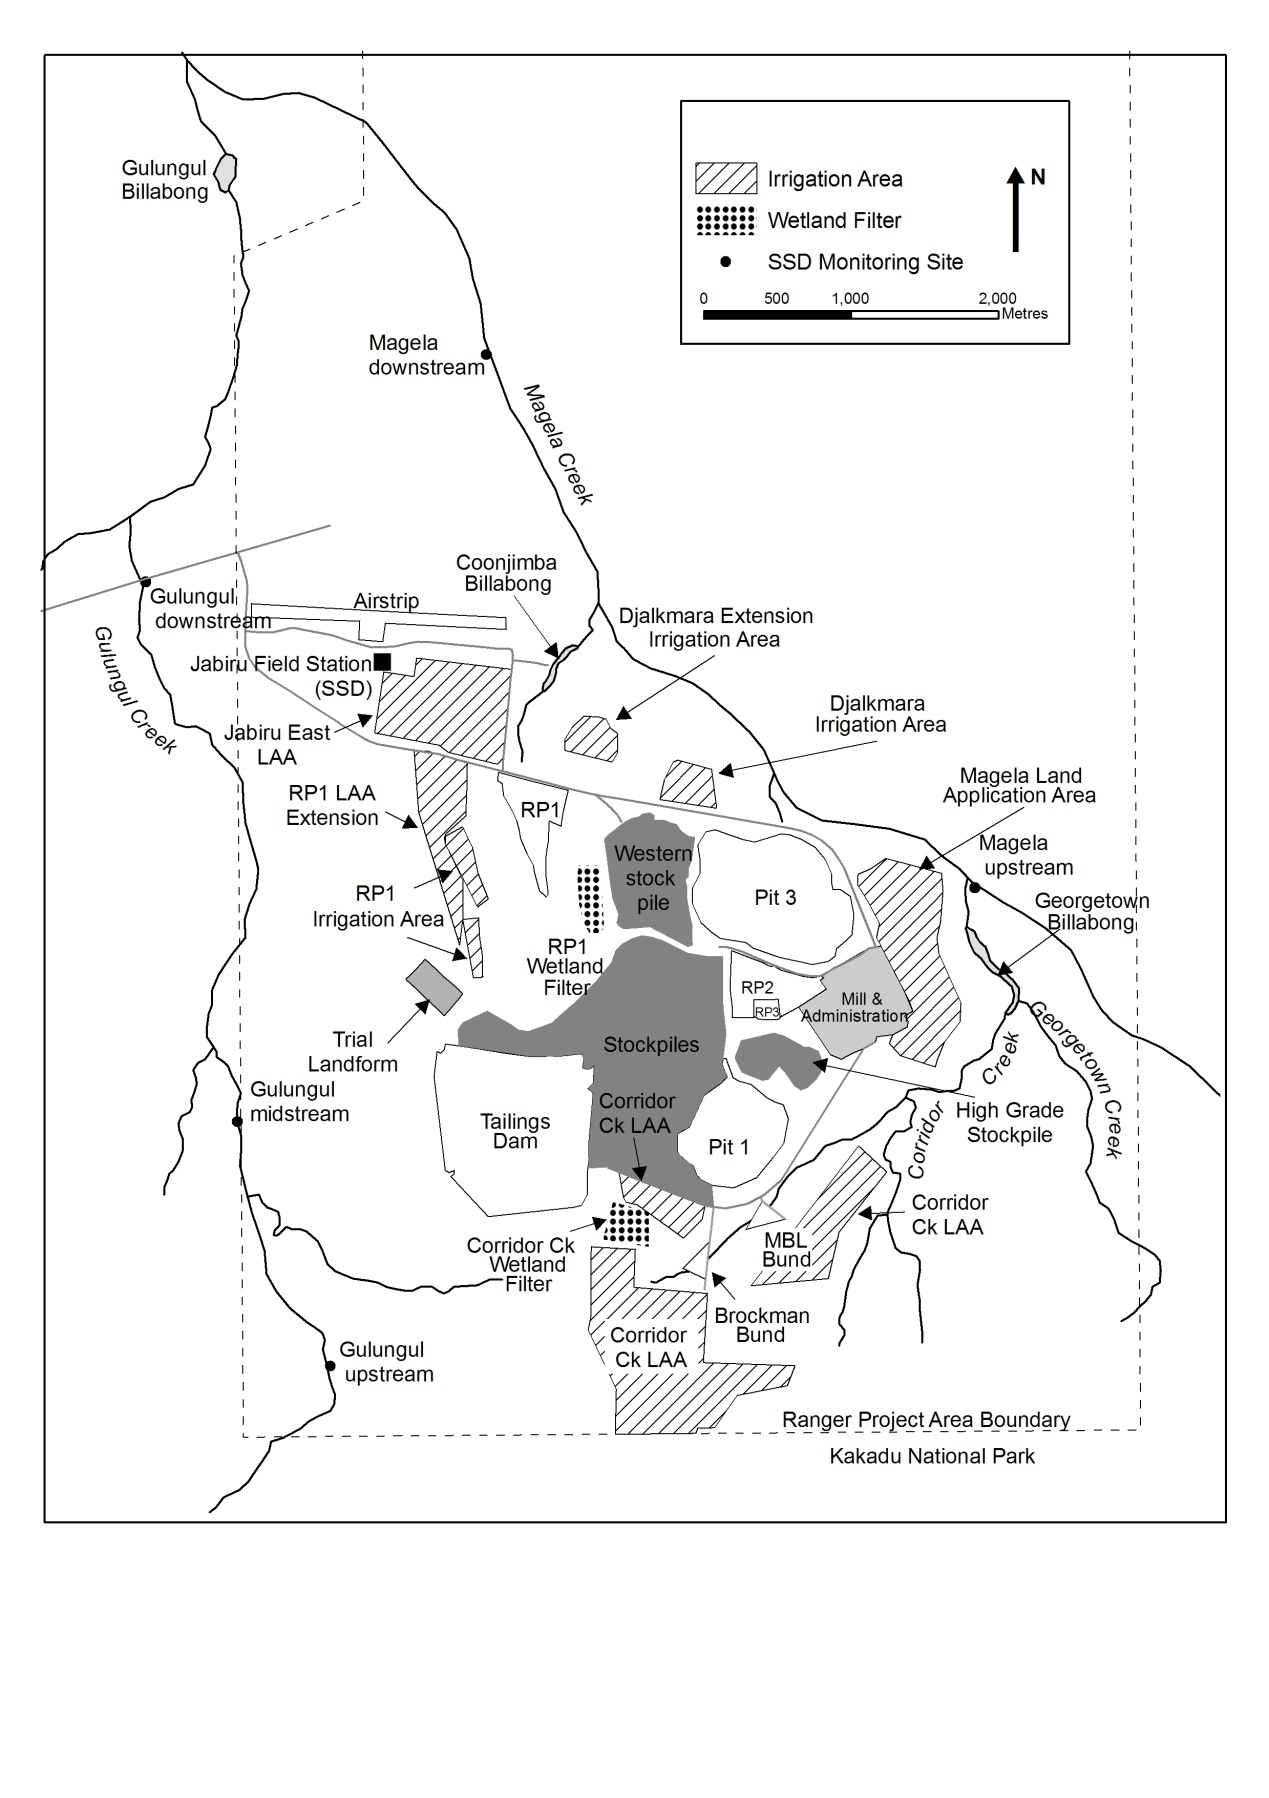 Gulungul
Billabong
Irrigation Area
N
Wetland Filter
SSD Monitoring Site
0 500 1,000 2,000
Metres
Magela
downstream
Magela Creek
Coonjimba
Billabong
Gulungul
downstream
Airstrip
Djalkmara Extension
Irrigation Area
Gulungul Creek
Jabiru Field Station
(SSD)
Djalkmara
Irrigation Area
Jabiru East
LAA
Magela Land
Application Area
RP1 LAA
Extension
RP1
Magela
upstream
Western
stock
pile
Pit 3
RP1
Irrigation Area
Georgetown
Billabong
RP1
Wetland
Filter
RP2
RP3
Mill &
Administration
Trial
Landform
Stockpiles
Creek
Georgetown Creek
Gulungul
midstream
Corridor
Ck LAA
Tailings
Dam
Pit 1
Corridor
High Grade
Stockpile
Corridor
Ck LAA
Corridor Ck
Wetland
Filter
MBL
Bund
Brockman
Bund
Corridor
Ck LAA
Gulungul
upstream
Ranger Project Area Boundary
Kakadu National Park